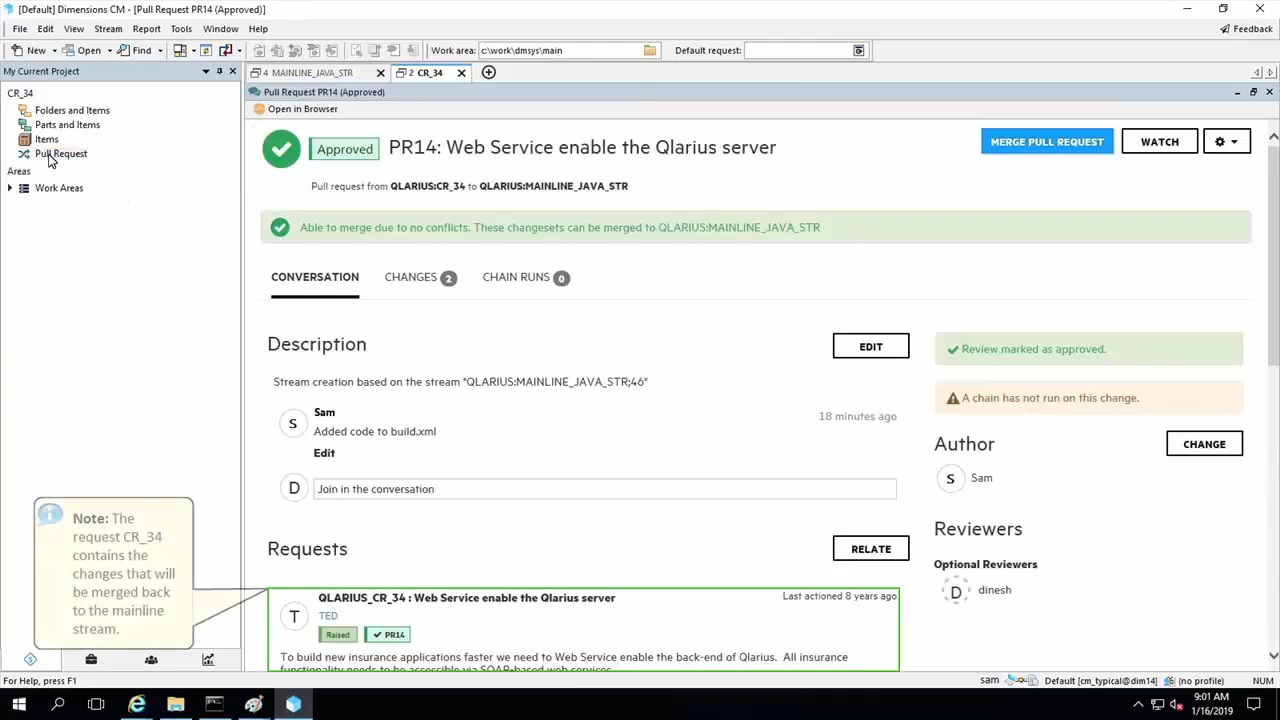 [Default] Dimensions CM - [Pull Request PR14 (Approved)]
File Edit View Stream Report Tools Window Help
Feedback
New Open Find Work area: c:\work\dmsys\main Default request:
My Current Project
4 MAINLINE_JAVA_STR
2 CR_34
CR_34
Folders and Items
Parts and Items
Items
Pull Request
Areas
Work Areas
Pull Request PR14 (Approved)
Open in Browser
Approved PR14: Web Service enable the Qlarius server
MERGE PULL REQUEST WATCH
Pull request from QLARIUS:CR_34 to QLARIUS:MAINLINE_JAVA_STR
Able to merge due to no conflicts. These changesets can be merged to QLARIUS:MAINLINE_JAVA_STR
CONVERSATION CHANGES 2 CHAIN RUNS 0
Description EDIT
Stream creation based on the stream "QLARIUS:MAINLINE_JAVA_STR;46"
S Sam 18 minutes ago
Added code to build.xml
Edit
D Join in the conversation
Requests RELATE
QLARIUS_CR_34 : Web Service enable the Qlarius server Last actioned 8 years ago
T TED
Raised PR14
To build new insurance applications faster we need to Web Service enable the back-end of Qlarius. All insurance
functionality needs to be accessible via SOAP-based web services
Review marked as approved.
A chain has not run on this change.
Author CHANGE
S Sam
Reviewers
Optional Reviewers
D dinesh
Note: The
request CR_34
contains the
changes that will
be merged back
to the mainline
stream.
For Help, press F1
sam Default [cm_typical@dim14] (no profile) NUM
9:01 AM
1/16/2019